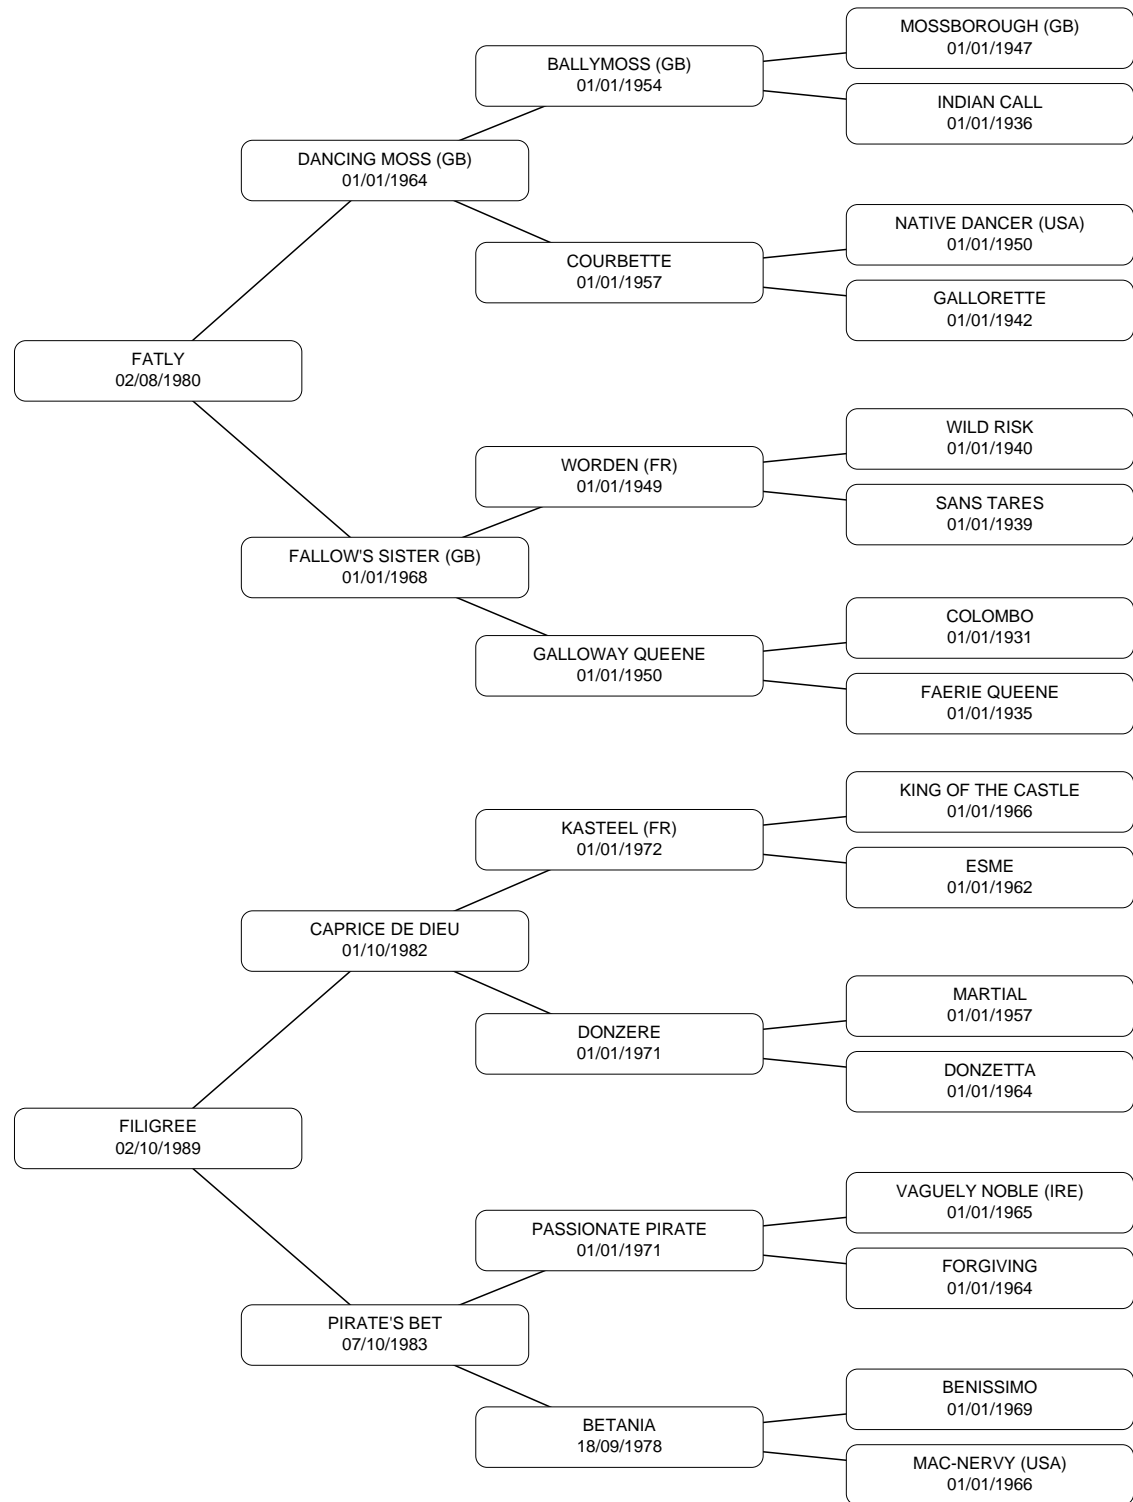 MOSSBOROUGH (GB)
01/01/1947
BALLYMOSS (GB)
01/01/1954
INDIAN CALL
01/01/1936
DANCING MOSS (GB)
01/01/1964
NATIVE DANCER (USA)
01/01/1950
COURBETTE
01/01/1957
GALLORETTE
01/01/1942
FATLY
02/08/1980
WILD RISK
01/01/1940
WORDEN (FR)
01/01/1949
SANS TARES
01/01/1939
FALLOW'S SISTER (GB)
01/01/1968
COLOMBO
01/01/1931
GALLOWAY QUEENE
01/01/1950
FAERIE QUEENE
01/01/1935
KING OF THE CASTLE
01/01/1966
KASTEEL (FR)
01/01/1972
ESME
01/01/1962
CAPRICE DE DIEU
01/10/1982
MARTIAL
01/01/1957
DONZERE
01/01/1971
DONZETTA
01/01/1964
FILIGREE
02/10/1989
VAGUELY NOBLE (IRE)
01/01/1965
PASSIONATE PIRATE
01/01/1971
FORGIVING
01/01/1964
PIRATE'S BET
07/10/1983
BENISSIMO
01/01/1969
BETANIA
18/09/1978
MAC-NERVY (USA)
01/01/1966